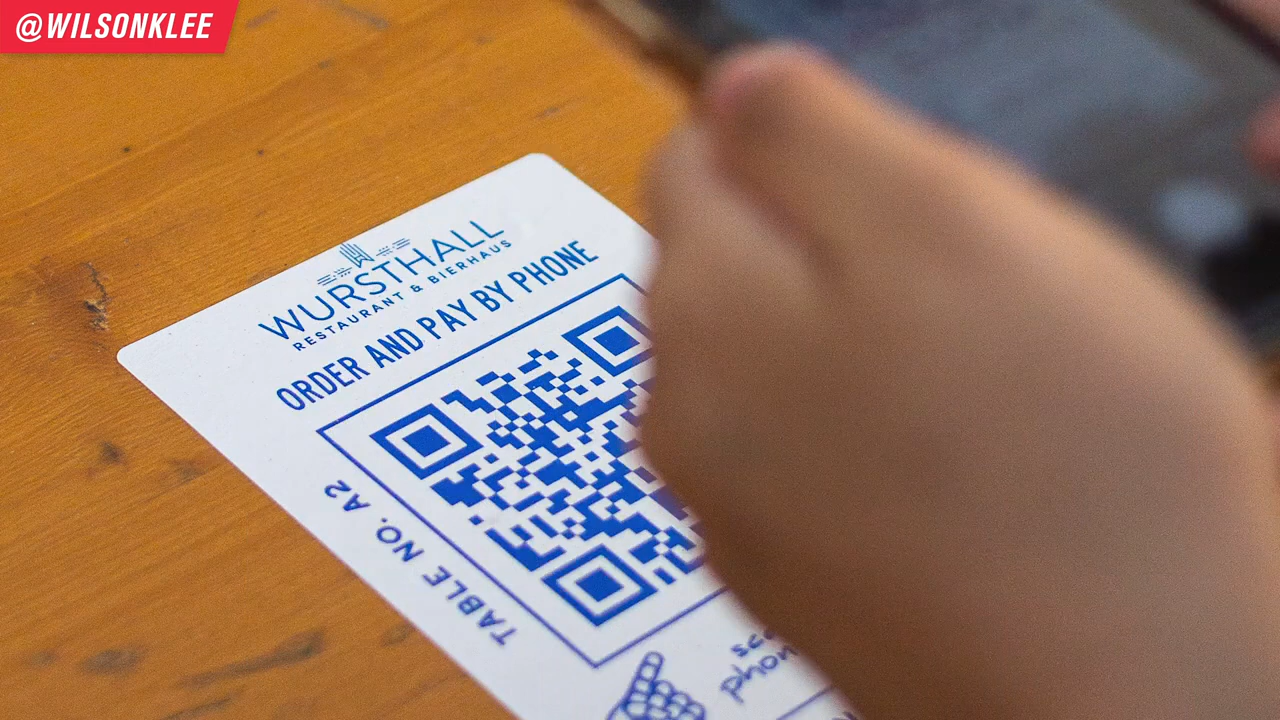 @WILSONKLEE
WURSTHALL
RESTAURANT & BIERHAUS
ORDER AND PAY BY PHONE
TABLE NO. A2